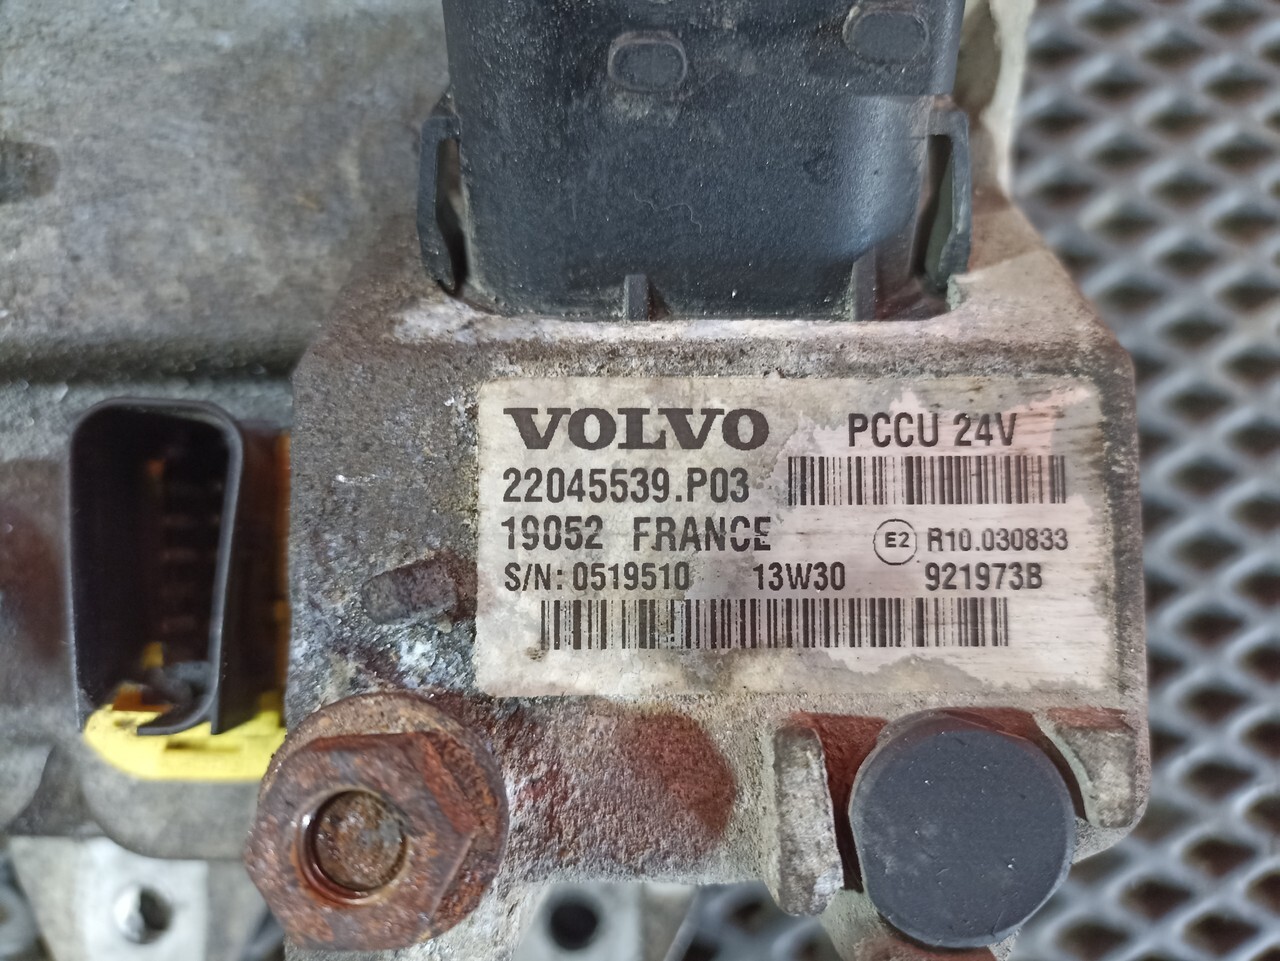 VOLVO PCCU 24V
22045539.P03
19052 FRANCE E2 R10.030833
S/N: 0519510 13W30 921973B